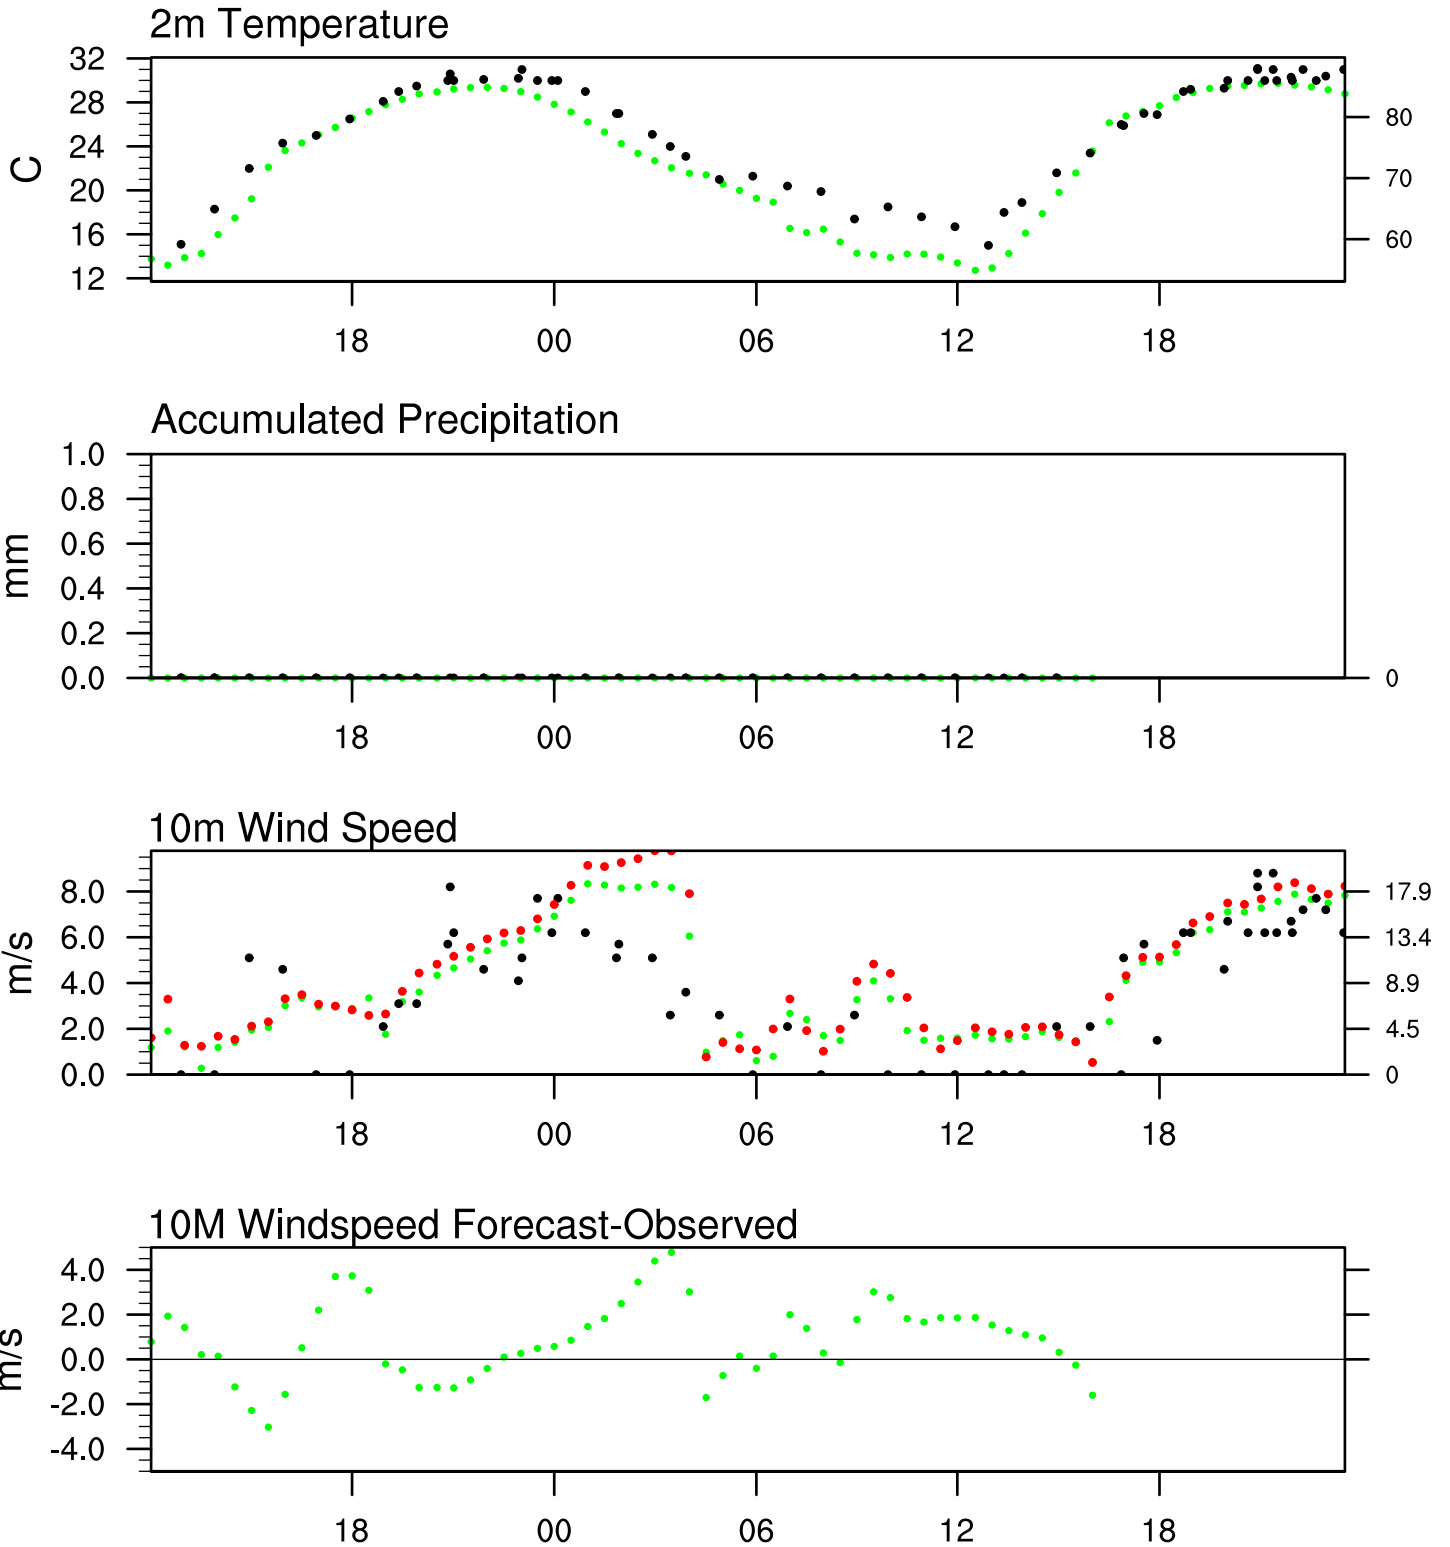 2m Temperature
32
28
24
20
16
12
C
80
70
60
18 00 06 12 18
Accumulated Precipitation
1.0
0.8
0.6
0.4
0.2
0.0
mm
0
18 00 06 12 18
10m Wind Speed
8.0
6.0
4.0
2.0
0.0
m/s
17.9
13.4
8.9
4.5
0
18 00 06 12 18
10M Windspeed Forecast-Observed
4.0
2.0
0.0
-2.0
-4.0
m/s
18 00 06 12 18